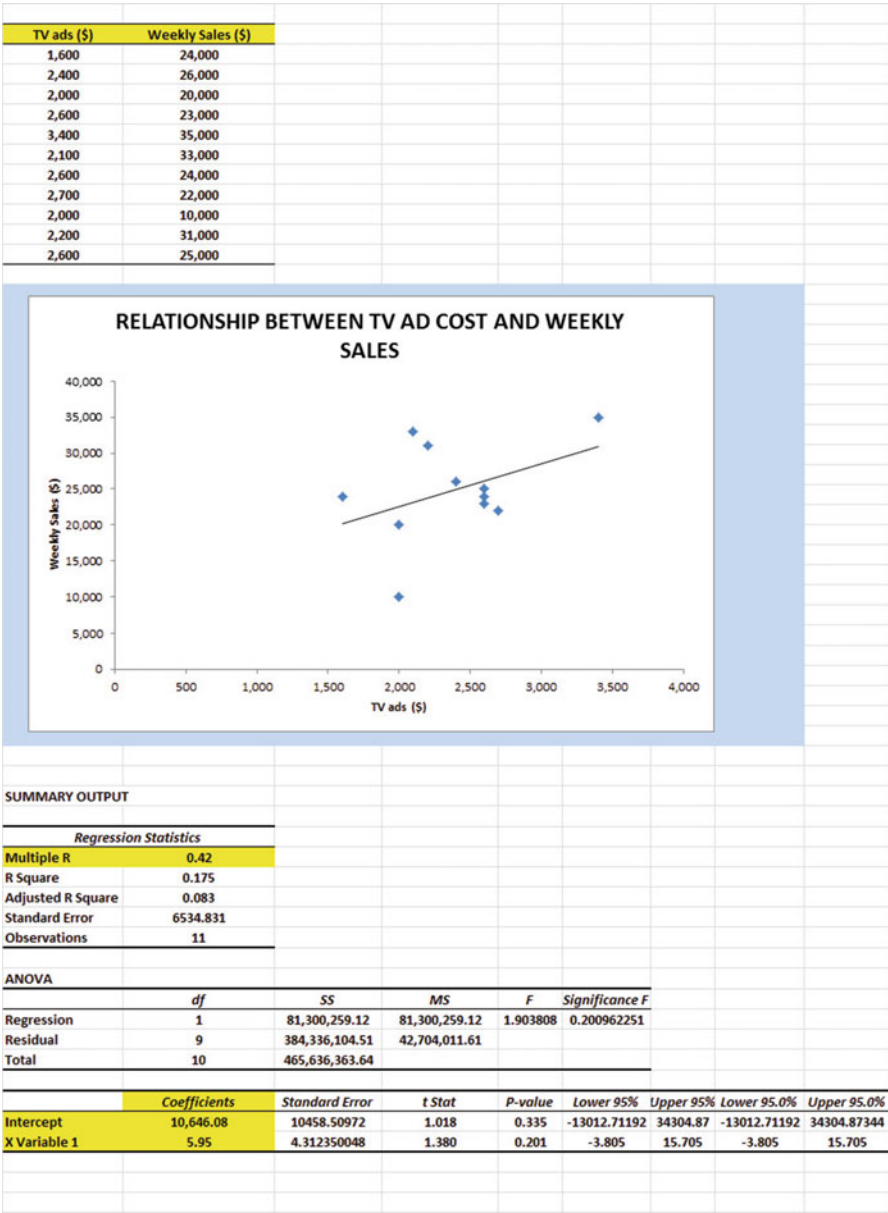 TV ads ($) Weekly Sales ($)
1,600 24,000
2,400 26,000
2,000 20,000
2,600 23,000
3,400 35,000
2,100 33,000
2,600 24,000
2,700 22,000
2,000 10,000
2,200 31,000
2,600 25,000
RELATIONSHIP BETWEEN TV AD COST AND WEEKLY
SALES
40,000
35,000
30,000
25,000
20,000
15,000
10,000
5,000
0
Weekly Sales ($)
0 500 1,000 1,500 2,000 2,500 3,000 3,500 4,000
TV ads ($)
SUMMARY OUTPUT
Regression Statistics
Multiple R 0.42
R Square 0.175
Adjusted R Square 0.083
Standard Error 6534.831
Observations 11
ANOVA
df SS MS F Significance F
Regression 1 81,300,259.12 81,300,259.12 1.903808 0.200962251
Residual 9 384,336,104.51 42,704,011.61
Total 10 465,636,363.64
Coefficients Standard Error t Stat P-value Lower 95% Upper 95% Lower 95.0% Upper 95.0%
Intercept 10,646.08 10458.50972 1.018 0.335 -13012.71192 34304.87 -13012.71192 34304.87344
X Variable 1 5.95 4.312350048 1.380 0.201 -3.805 15.705 -3.805 15.705